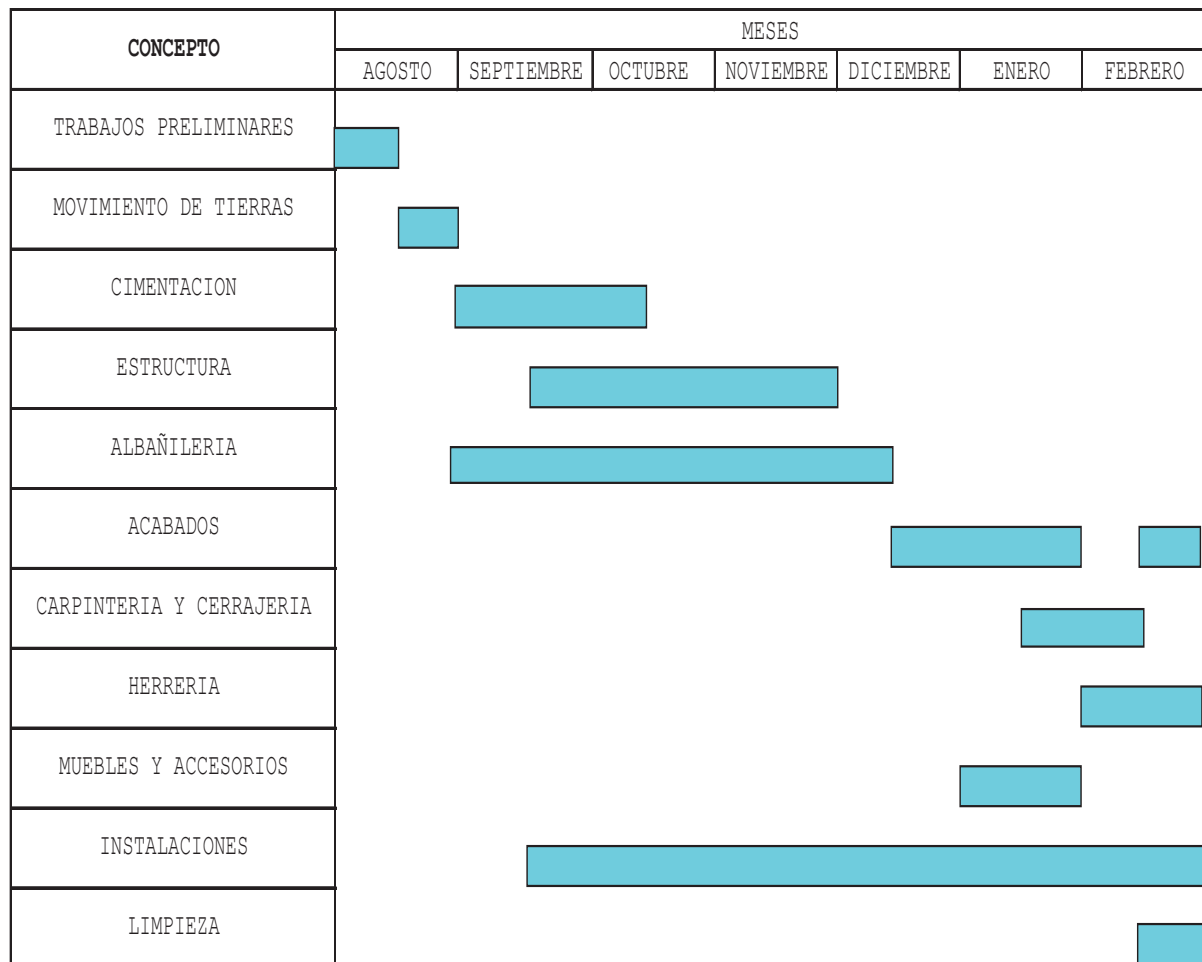 CONCEPTO
MESES
AGOSTO SEPTIEMBRE OCTUBRE NOVIEMBRE DICIEMBRE ENERO FEBRERO
TRABAJOS PRELIMINARES
MOVIMIENTO DE TIERRAS
CIMENTACION
ESTRUCTURA
ALBAÑILERIA
ACABADOS
CARPINTERIA Y CERRAJERIA
HERRERIA
MUEBLES Y ACCESORIOS
INSTALACIONES
LIMPIEZA